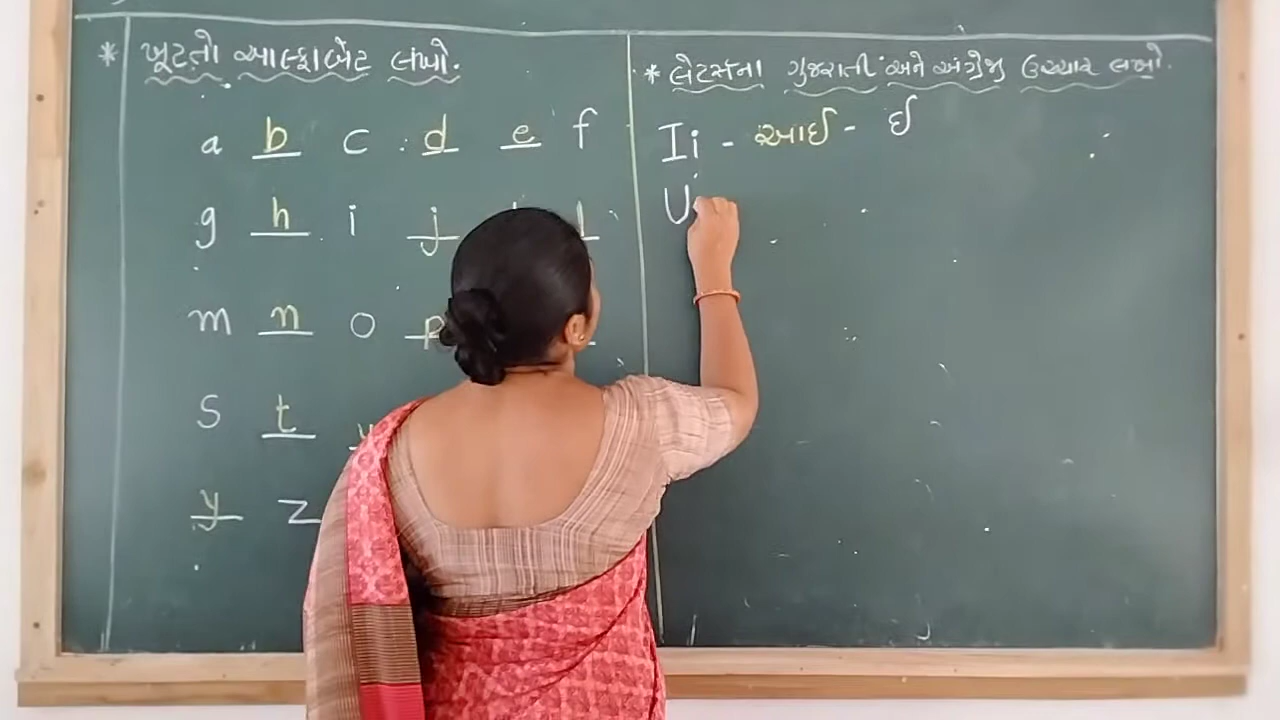 * ખૂટતો આલ્ફાબેટ લખો.
a b c d e f
g h i j l
m n o p
s t
y z
* લેટર્સના ગુજરાતી અને અંગ્રેજી ઉચ્ચાર લખો.
Ii - આઈ - ઈ
U